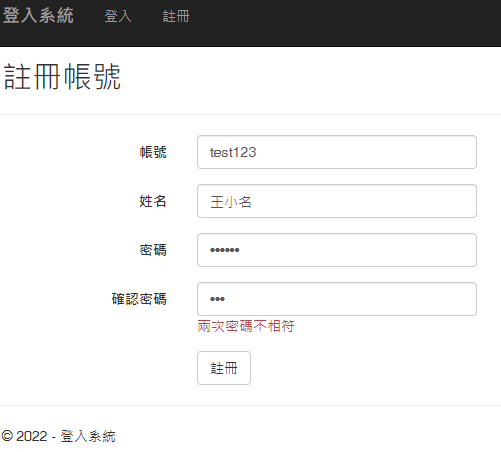 登入系統 登入 註冊
註冊帳號
帳號 test123
姓名 王小名
密碼 ••••••
確認密碼 •••
兩次密碼不相符
註冊
© 2022 - 登入系統